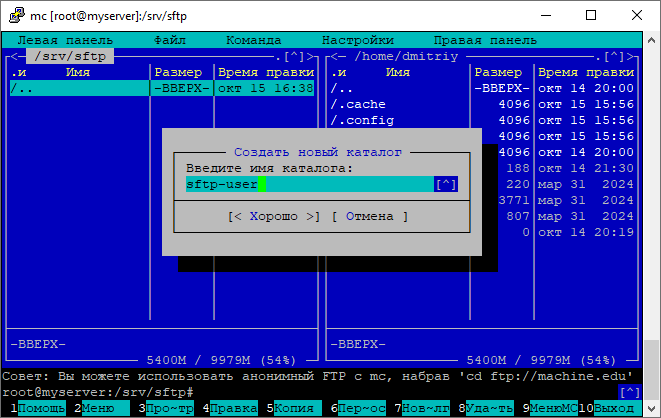 mc [root@myserver]:/srv/sftp
Левая панель Файл Команда Настройки Правая панель
<─ /srv/sftp .[^]> <─ /home/dmitriy .[^]>
.и Имя Размер Время правки .и Имя Размер Время правки
/.. -ВВЕРХ- окт 15 16:38 /.. -ВВЕРХ- окт 14 20:00
/.cache 4096 окт 15 15:56
/.config 4096 окт 15 15:56
4096 окт 15 15:56
Создать новый каталог 4096 окт 14 20:00
Введите имя каталога: 188 окт 14 21:30
sftp-user [^] 220 мар 31 2024
3771 мар 31 2024
[< Хорошо >] [ Отмена ] 807 мар 31 2024
0 окт 14 20:19
-ВВЕРХ- -ВВЕРХ-
5400M / 9979M (54%) 5400M / 9979M (54%)
Совет: Вы можете использовать анонимный FTP с mc, набрав 'cd ftp://machine.edu'
root@myserver:/srv/sftp# [^]
1Помощь 2Меню 3Про~тр 4Правка 5Копия 6Пер~ос 7Нов~лг 8Уда~ть 9МенюMC 10Выход